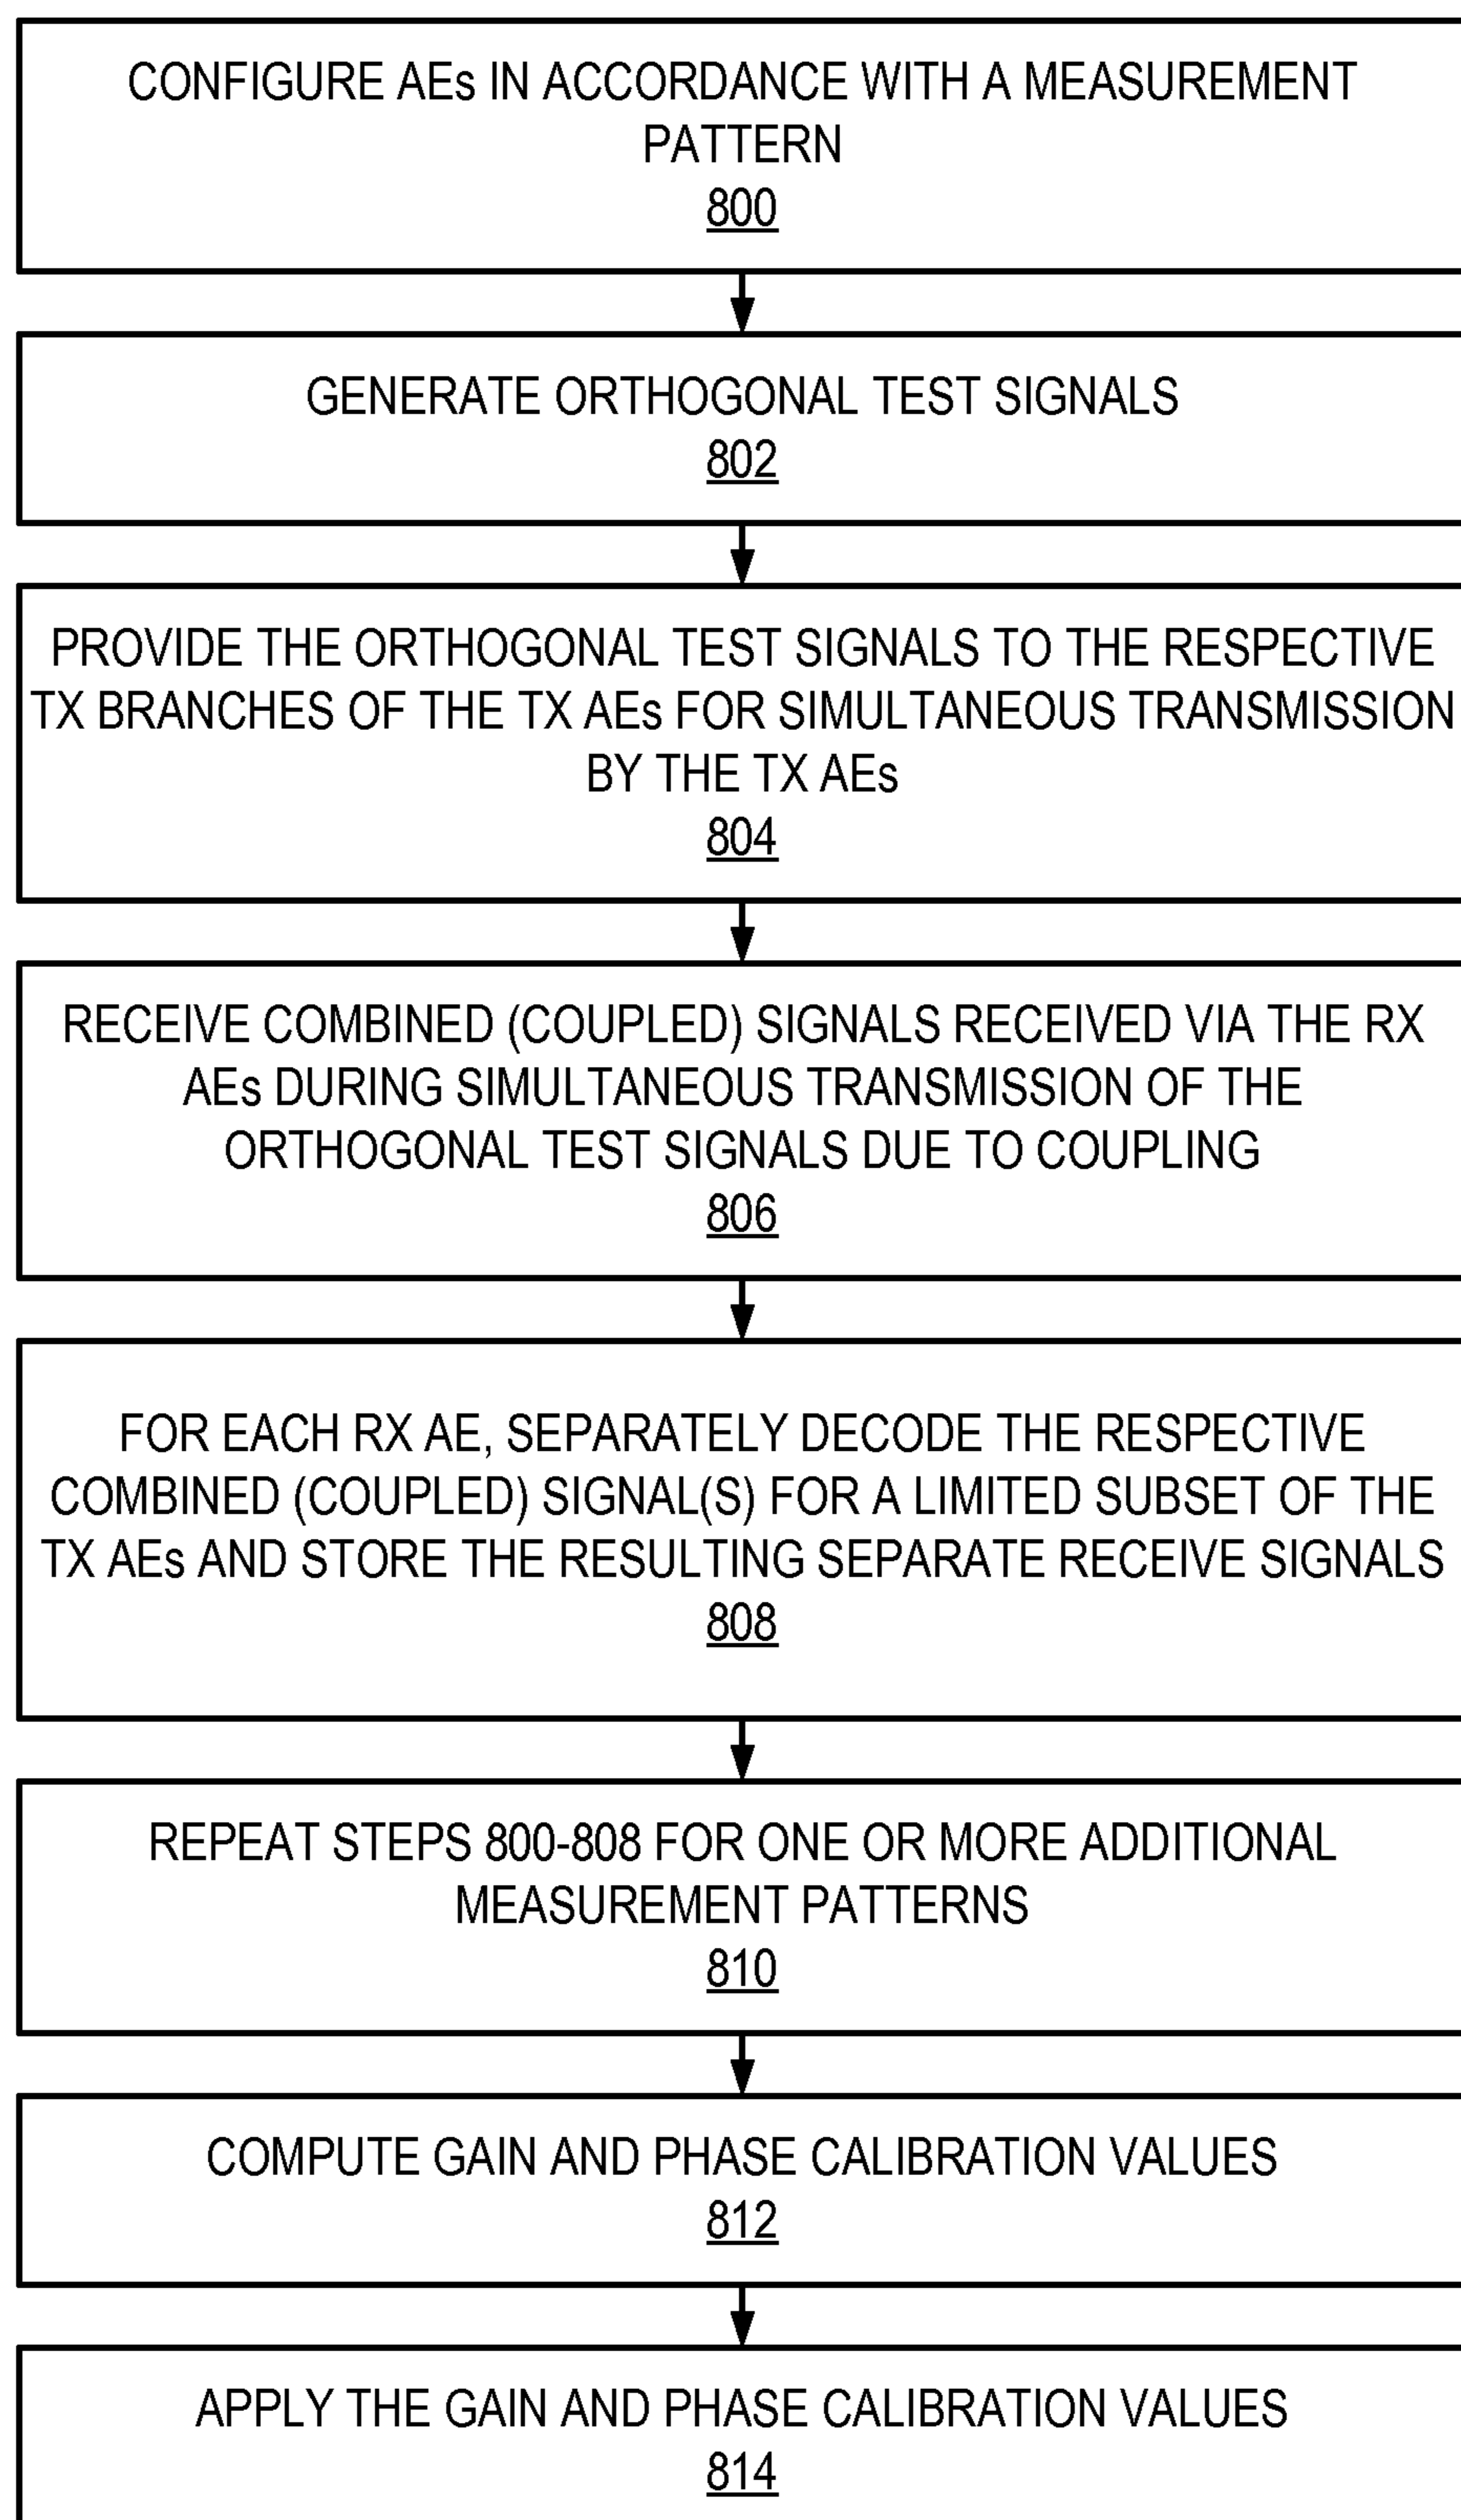 CONFIGURE AEs IN ACCORDANCE WITH A MEASUREMENT
PATTERN
800
GENERATE ORTHOGONAL TEST SIGNALS
802
PROVIDE THE ORTHOGONAL TEST SIGNALS TO THE RESPECTIVE
TX BRANCHES OF THE TX AEs FOR SIMULTANEOUS TRANSMISSION
BY THE TX AEs
804
RECEIVE COMBINED (COUPLED) SIGNALS RECEIVED VIA THE RX
AEs DURING SIMULTANEOUS TRANSMISSION OF THE
ORTHOGONAL TEST SIGNALS DUE TO COUPLING
806
FOR EACH RX AE, SEPARATELY DECODE THE RESPECTIVE
COMBINED (COUPLED) SIGNAL(S) FOR A LIMITED SUBSET OF THE
TX AEs AND STORE THE RESULTING SEPARATE RECEIVE SIGNALS
808
REPEAT STEPS 800-808 FOR ONE OR MORE ADDITIONAL
MEASUREMENT PATTERNS
810
COMPUTE GAIN AND PHASE CALIBRATION VALUES
812
APPLY THE GAIN AND PHASE CALIBRATION VALUES
814